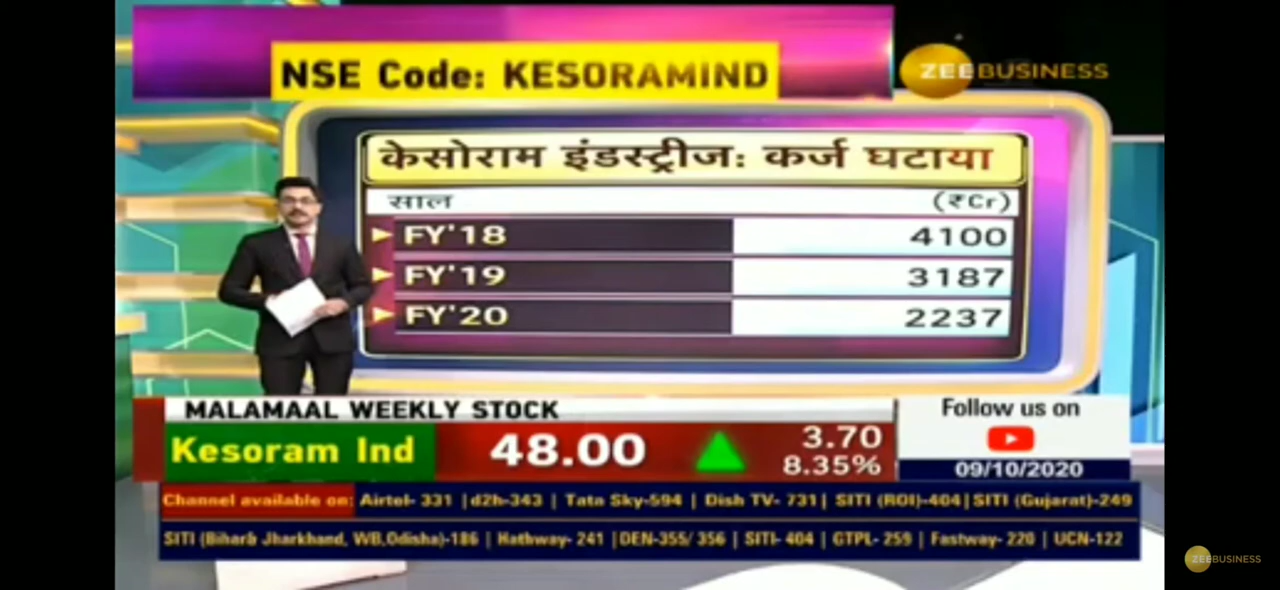 NSE Code: KESORAMIND
ZEEBUSINESS
केसोराम इंडस्ट्रीज: कर्ज घटाया
साल (₹Cr)
FY'18 4100
FY'19 3187
FY'20 2237
MALAMAAL WEEKLY STOCK
Kesoram Ind 48.00 3.70
8.35%
Follow us on
09/10/2020
Channel available on: Airtel- 331 | d2h-343 | Tata Sky-594 | Dish TV- 731 | SITI (ROI)-404 | SITI (Gujarat)-249
SITI (Bihar& Jharkhand, WB,Odisha)-186 | Hathway- 241 | DEN-355/ 356 | SITI- 404 | GTPL- 259 | Fastway- 220 | UCN-122
ZEEBUSINESS